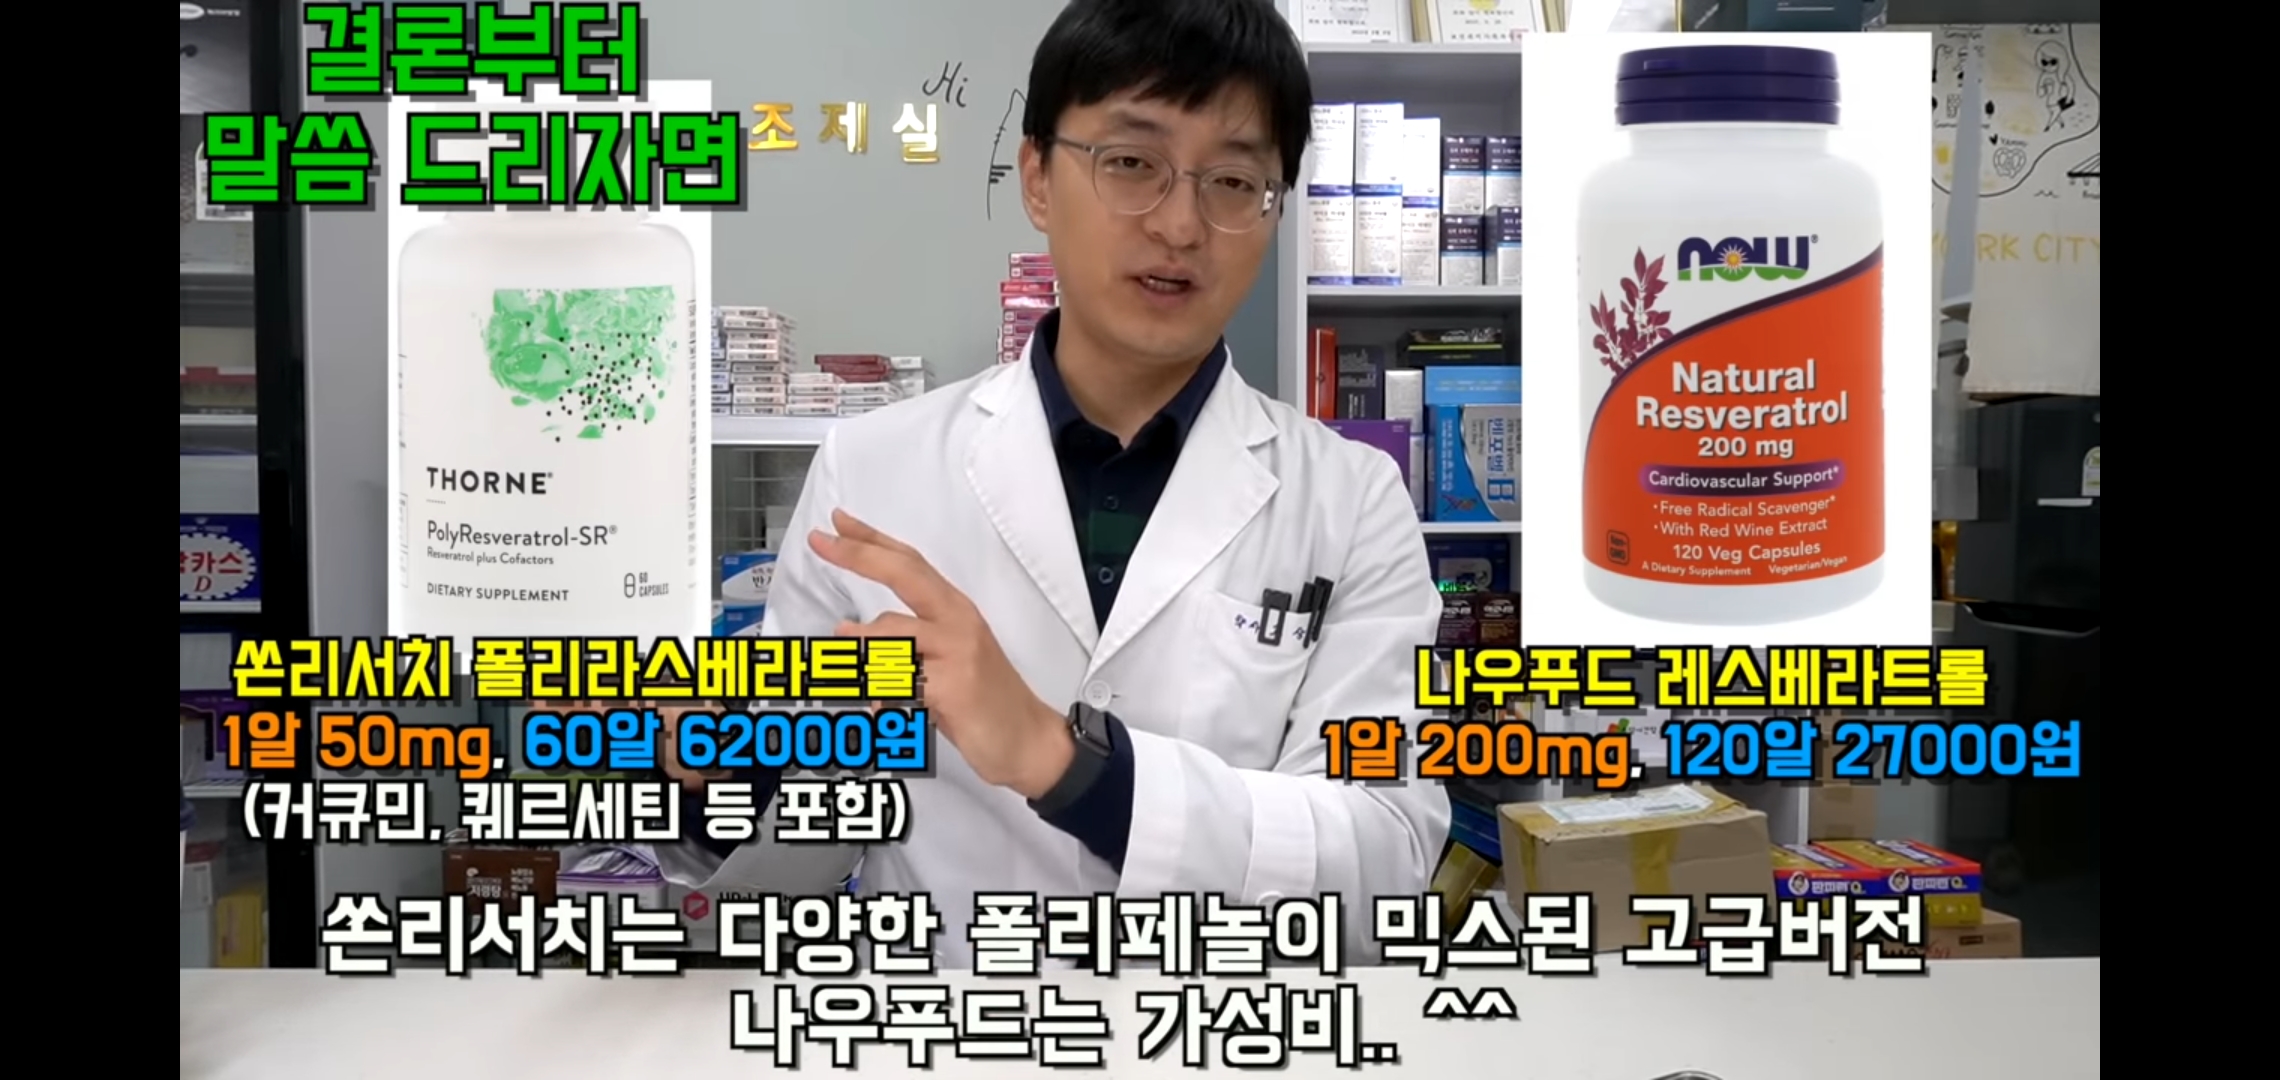 결론부터
말씀 드리자면
조제실
Hi
THORNE®
PolyResveratrol-SR®
Resveratrol plus Cofactors
DIETARY SUPPLEMENT
60 CAPSULES
쏜리서치 폴리라스베라트롤
1알 50mg, 60알 62000원
(커큐민, 퀘르세틴 등 포함)
NOW®
Natural
Resveratrol
200 mg
Cardiovascular Support*
•Free Radical Scavenger*
•With Red Wine Extract
120 Veg Capsules
A Dietary Supplement Vegetarian/Vegan
Non-GMO
나우푸드 레스베라트롤
1알 200mg, 120알 27000원
RK CITY
쏜리서치는 다양한 폴리페놀이 믹스된 고급버전
나우푸드는 가성비.. ^^